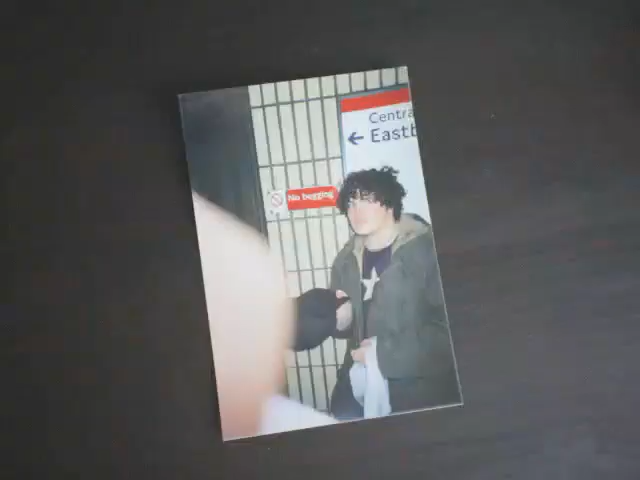 Centra
← Eastb
No begging